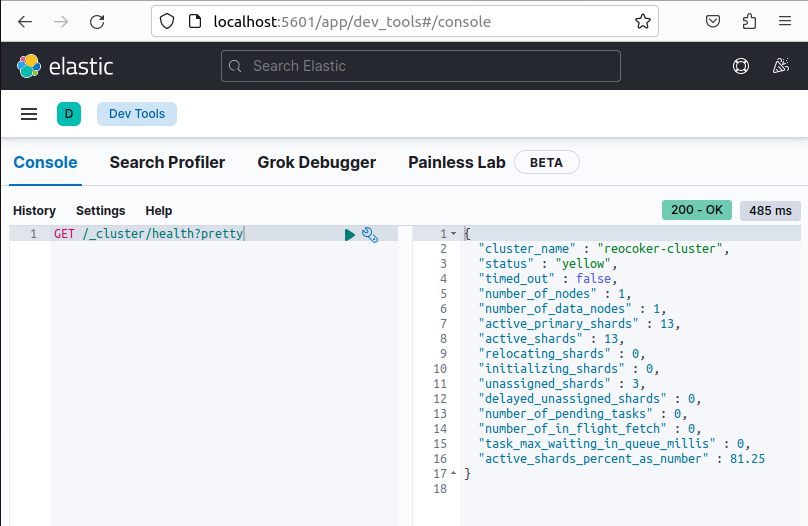 localhost:5601/app/dev_tools#/console
elastic
Search Elastic
D
Dev Tools
Console
Search Profiler
Grok Debugger
Painless Lab
BETA
History
Settings
Help
200 - OK
485 ms
1 GET /_cluster/health?pretty
1 {
2 "cluster_name" : "reocoker-cluster",
3 "status" : "yellow",
4 "timed_out" : false,
5 "number_of_nodes" : 1,
6 "number_of_data_nodes" : 1,
7 "active_primary_shards" : 13,
8 "active_shards" : 13,
9 "relocating_shards" : 0,
10 "initializing_shards" : 0,
11 "unassigned_shards" : 3,
12 "delayed_unassigned_shards" : 0,
13 "number_of_pending_tasks" : 0,
14 "number_of_in_flight_fetch" : 0,
15 "task_max_waiting_in_queue_millis" : 0,
16 "active_shards_percent_as_number" : 81.25
17 }
18